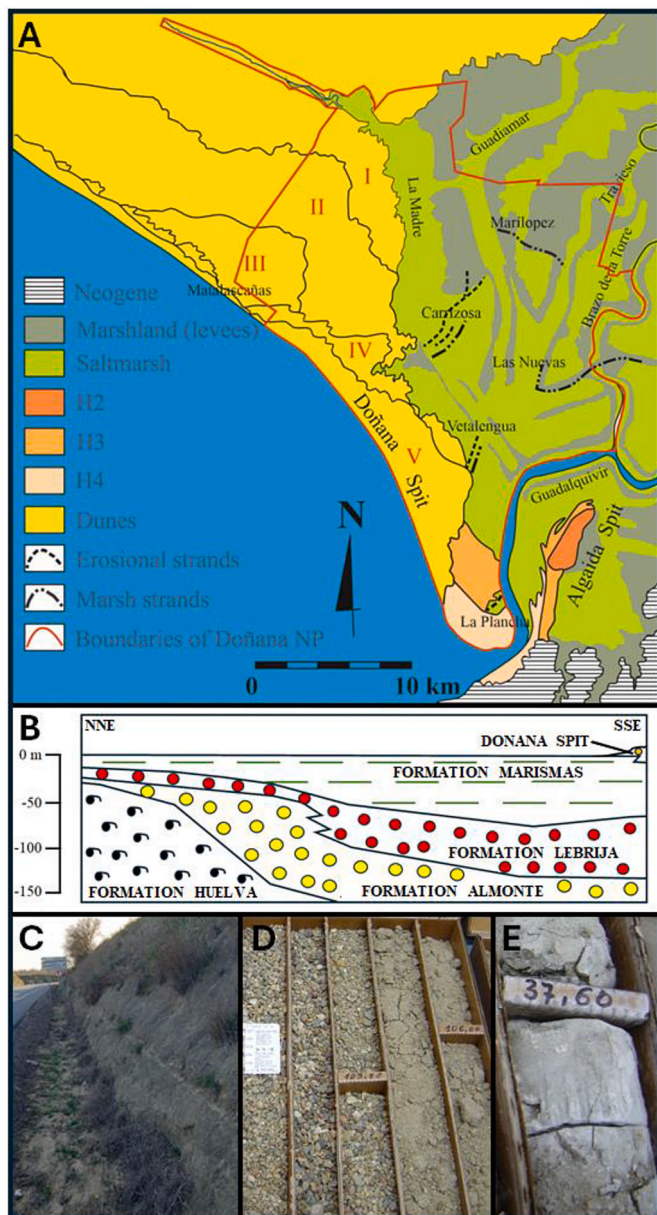 A
I
La Madre
II
III
Matalascañas
IV
Doñana
Spit
V
Guadiamar
Travieso
Marilopez
Brazo de la Torre
Carrizosa
Las Nuevas
Vetalengua
Guadalquivir
Algaida Spit
La Plancha
N
0 10 km
Neogene
Marshland (levees)
Saltmarsh
H2
H3
H4
Dunes
Erosional strands
Marsh strands
Boundaries of Doñana NP
B
NNE SSE
DONANA SPIT
0 m
FORMATION MARISMAS
-50
-100
FORMATION LEBRIJA
-150
FORMATION HUELVA FORMATION ALMONTE
C
D
E
37,60